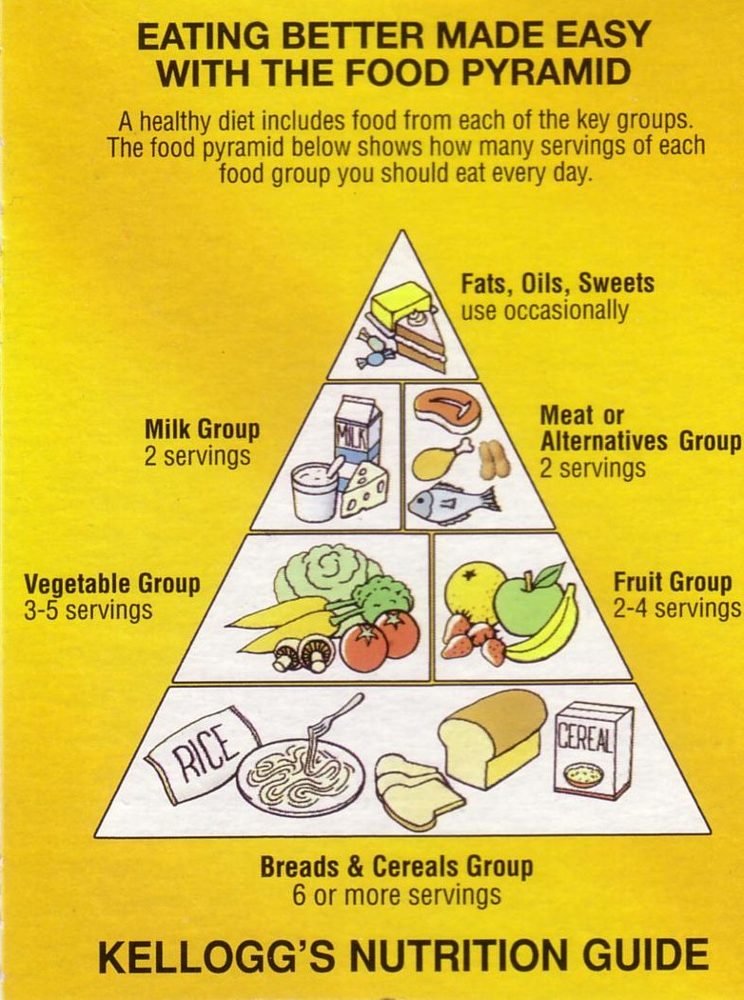 EATING BETTER MADE EASY
WITH THE FOOD PYRAMID
A healthy diet includes food from each of the key groups.
The food pyramid below shows how many servings of each
food group you should eat every day.
Fats, Oils, Sweets
use occasionally
Milk Group
2 servings
MILK
Meat or
Alternatives Group
2 servings
Vegetable Group
3-5 servings
Fruit Group
2-4 servings
RICE
CEREAL
Breads & Cereals Group
6 or more servings
KELLOGG'S NUTRITION GUIDE